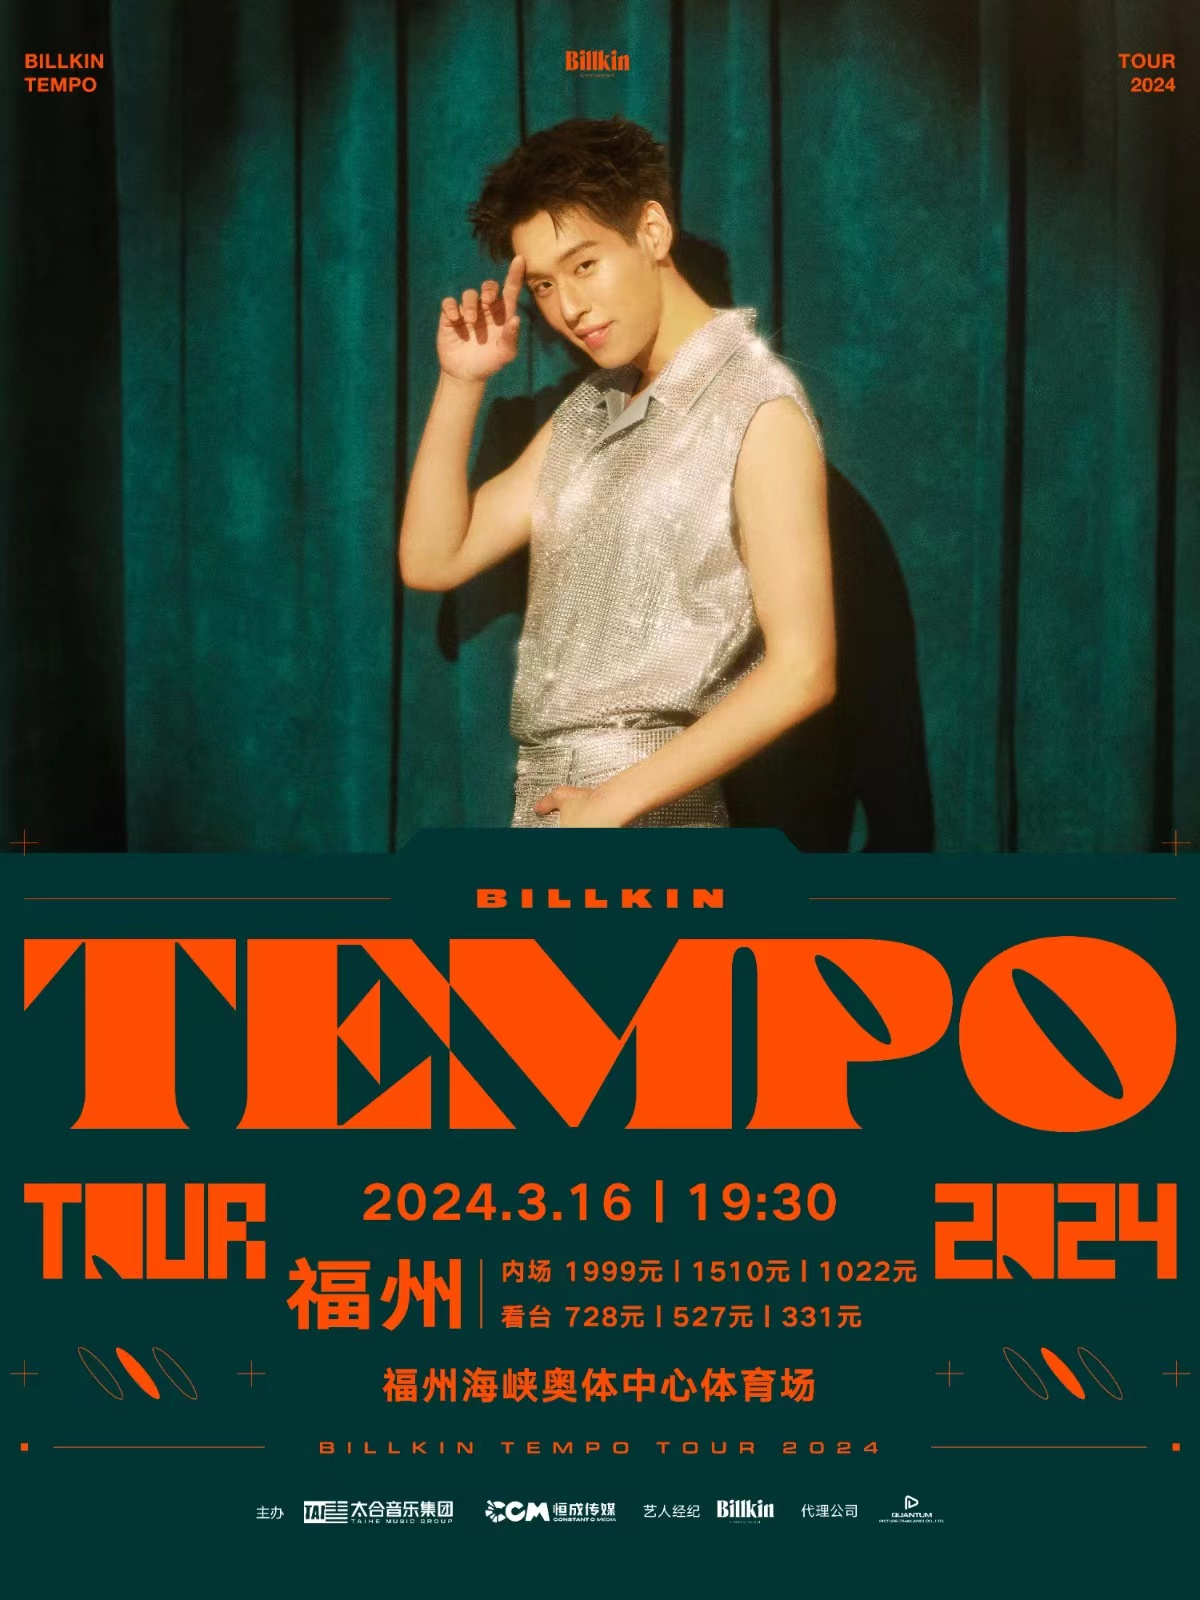 BILLKIN
TEMPO
Billkin
TOUR
2024
BILLKIN
TEMPO
TOUR
2024.3.16 | 19:30
2024
福州
内场 1999元 | 1510元 | 1022元
看台 728元 | 527元 | 331元
福州海峡奥体中心体育场
BILLKIN TEMPO TOUR 2024
主办 TAIHE 太合音乐集团 TAIHE MUSIC GROUP CCM 恒成传媒 CONSTANT C MEDIA 艺人经纪 Billkin 代理公司 QUANTUM